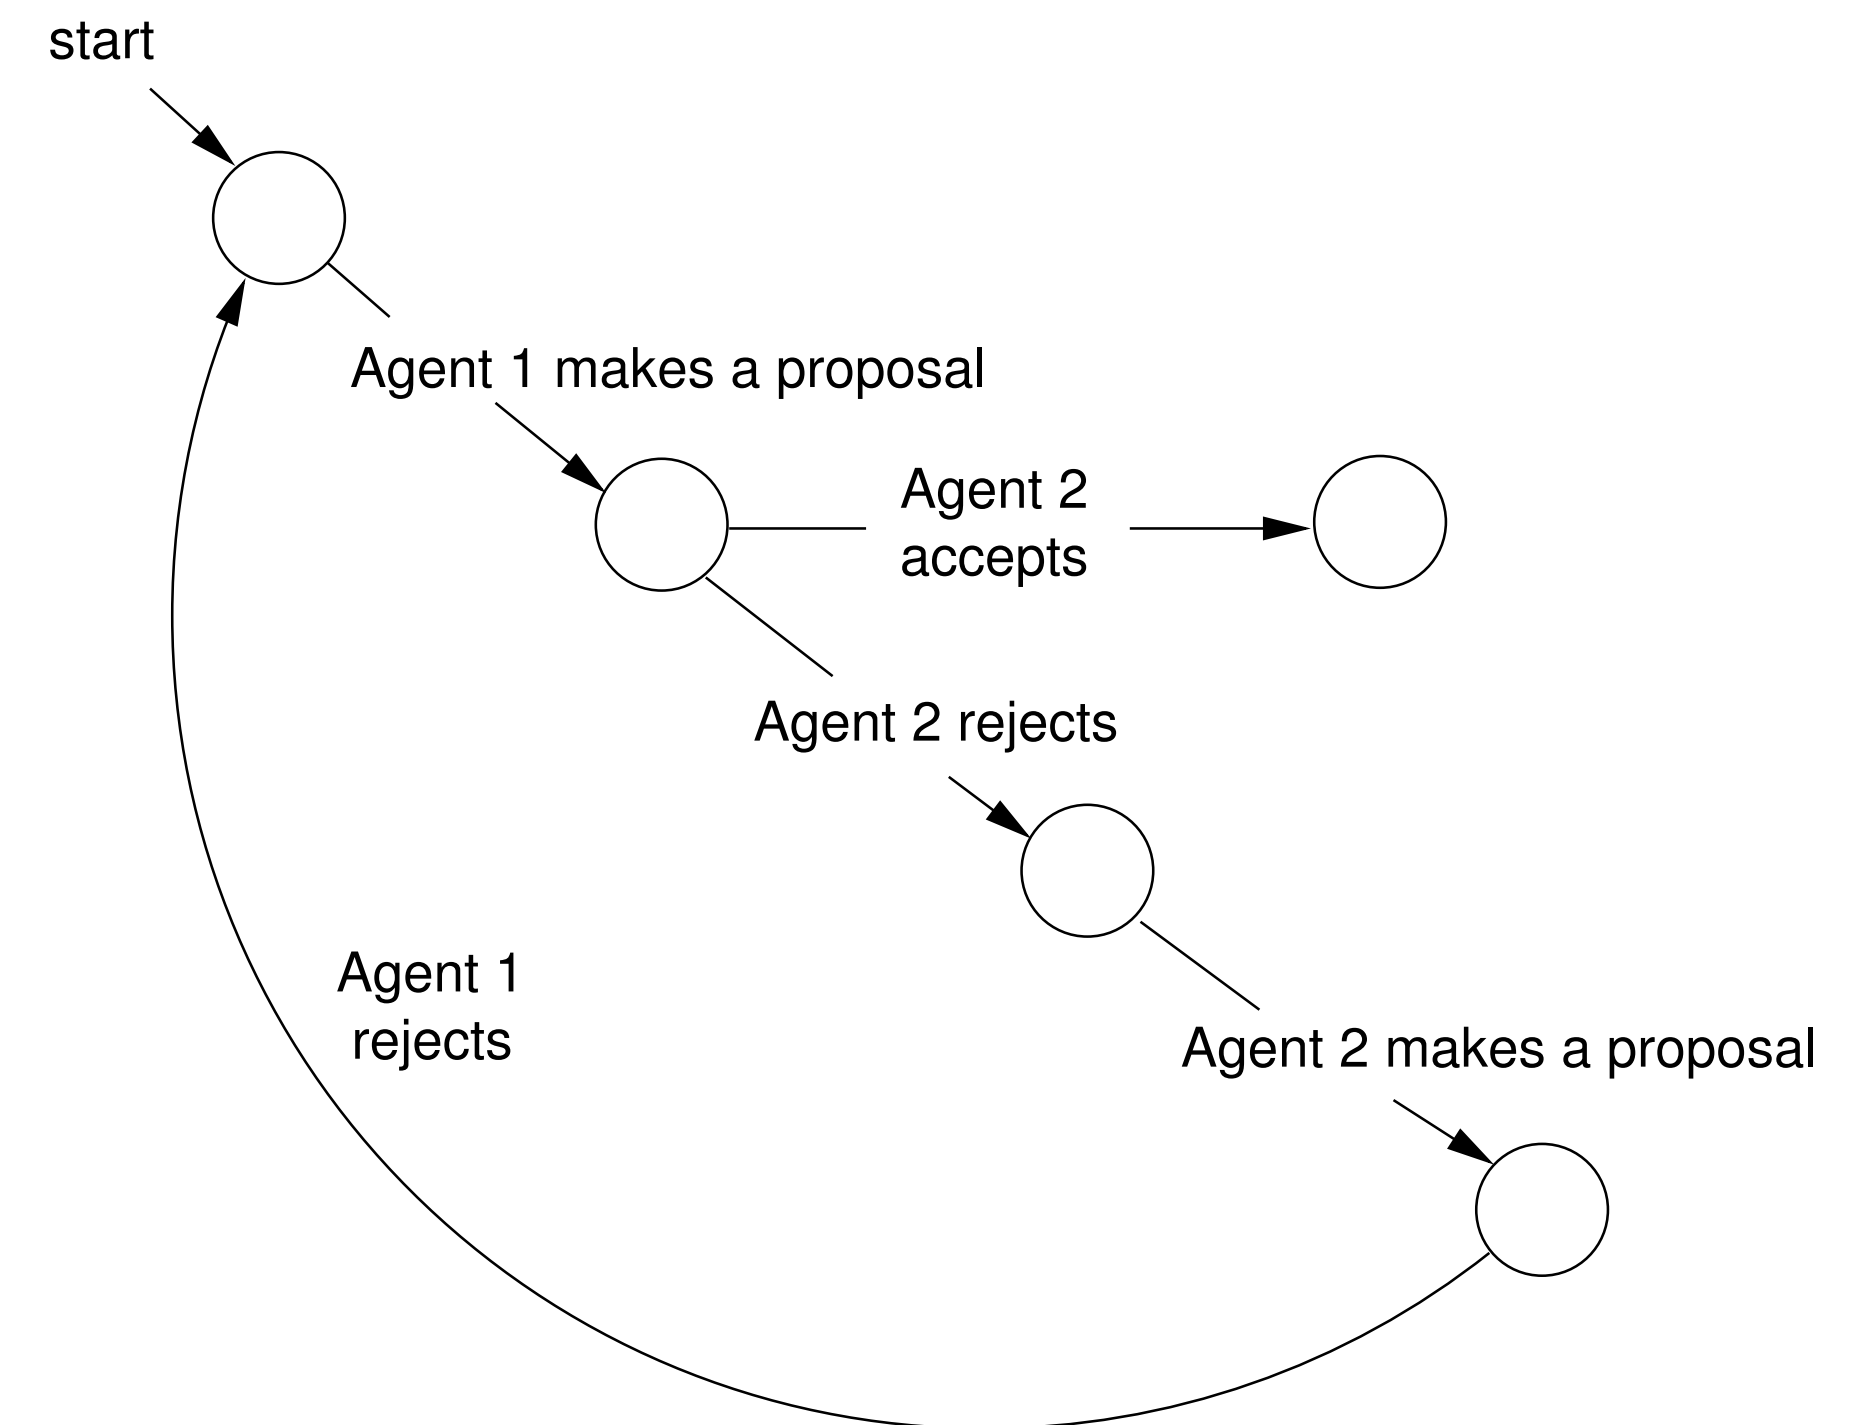 start
Agent 1 makes a proposal
Agent 2
accepts
Agent 2 rejects
Agent 1
rejects
Agent 2 makes a proposal